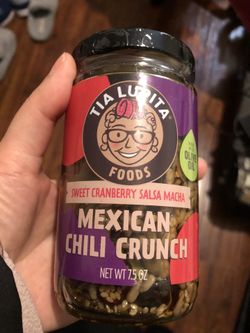 TIA LUPITA
FOODS
SWEET CRANBERRY SALSA MACHA
MEXICAN
CHILI CRUNCH
NET WT 7.5 OZ